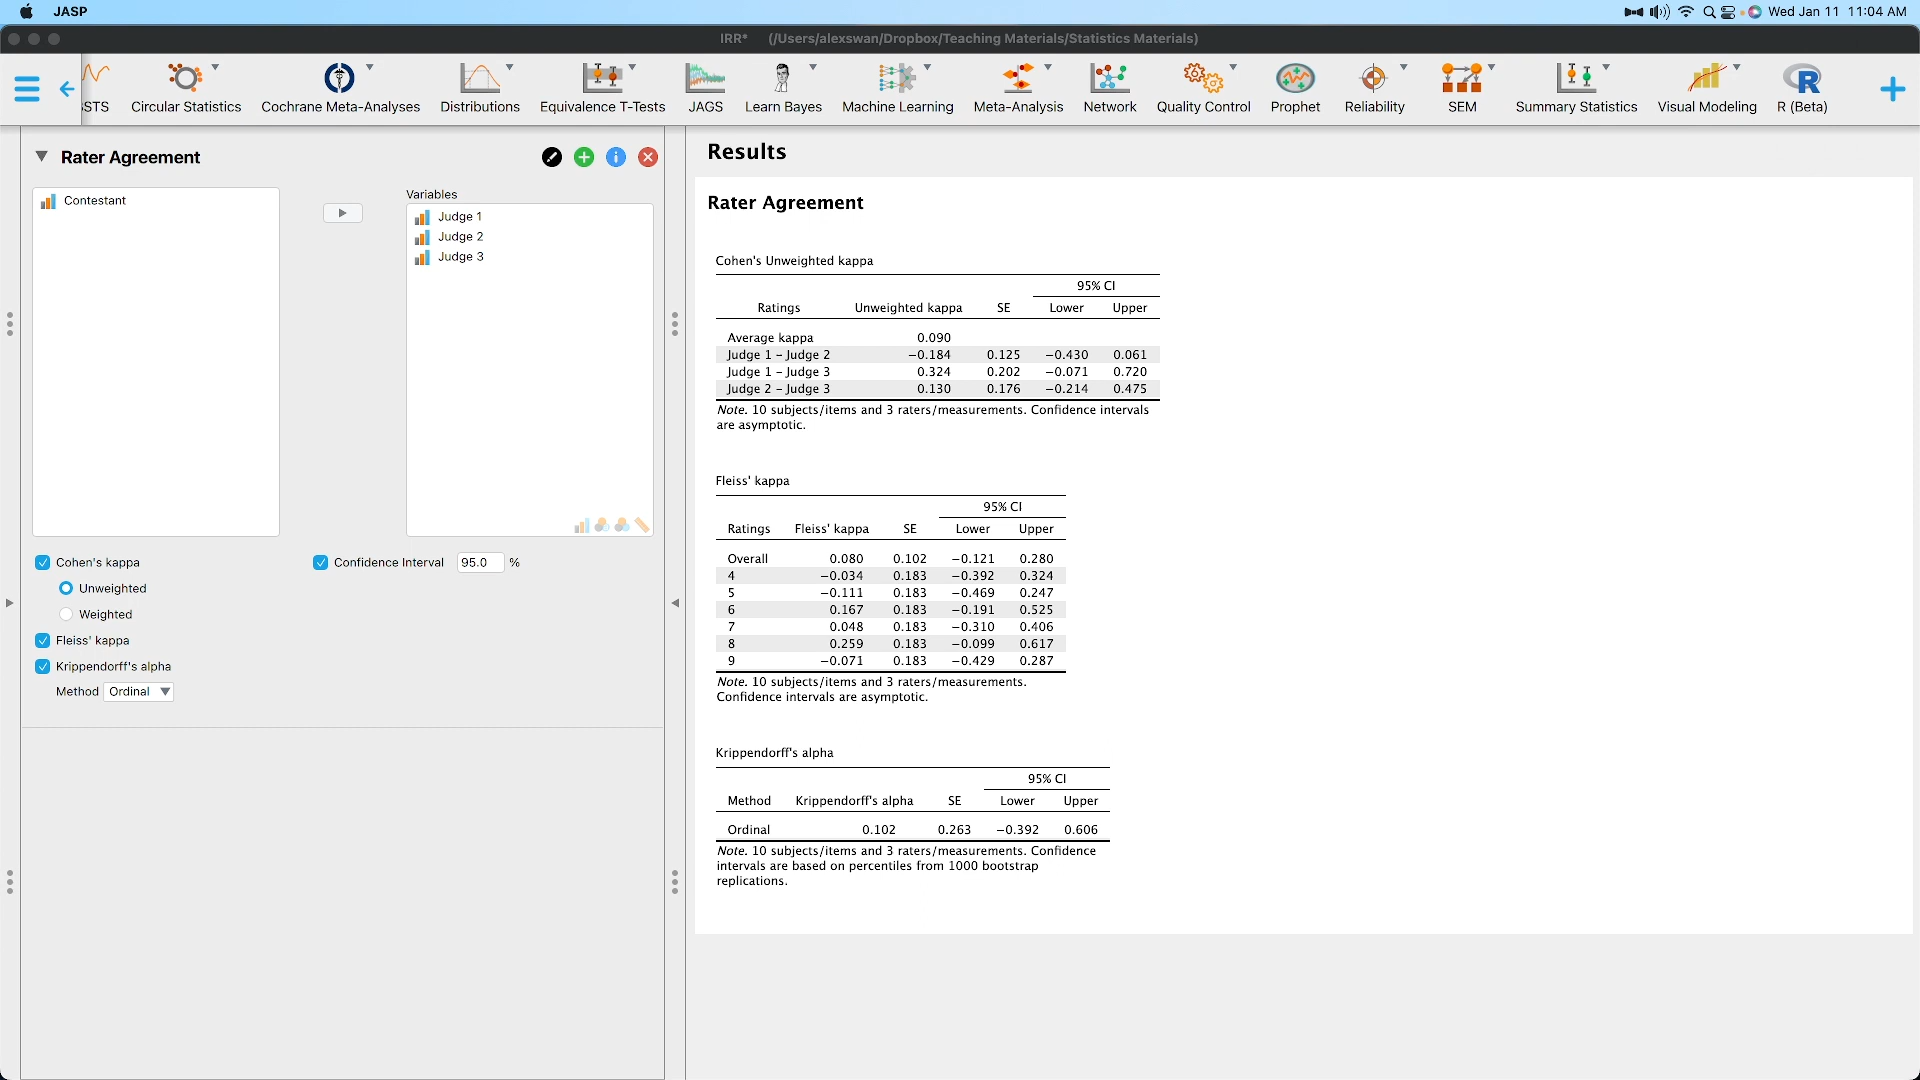 JASP
Wed Jan 11 11:04 AM
IRR* (/Users/alexswan/Dropbox/Teaching Materials/Statistics Materials)
STS Circular Statistics Cochrane Meta-Analyses Distributions Equivalence T-Tests JAGS Learn Bayes Machine Learning Meta-Analysis Network Quality Control Prophet Reliability SEM Summary Statistics Visual Modeling R (Beta)
Rater Agreement
Contestant
Variables
Judge 1
Judge 2
Judge 3
Cohen's kappa
Confidence Interval 95.0 %
Unweighted
Weighted
Fleiss' kappa
Krippendorff's alpha
Method Ordinal
Results
Rater Agreement
Cohen's Unweighted kappa
95% CI
Ratings Unweighted kappa SE Lower Upper
Average kappa 0.090
Judge 1 – Judge 2 −0.184 0.125 −0.430 0.061
Judge 1 – Judge 3 0.324 0.202 −0.071 0.720
Judge 2 – Judge 3 0.130 0.176 −0.214 0.475
Note. 10 subjects/items and 3 raters/measurements. Confidence intervals
are asymptotic.
Fleiss' kappa
95% CI
Ratings Fleiss' kappa SE Lower Upper
Overall 0.080 0.102 −0.121 0.280
4 −0.034 0.183 −0.392 0.324
5 −0.111 0.183 −0.469 0.247
6 0.167 0.183 −0.191 0.525
7 0.048 0.183 −0.310 0.406
8 0.259 0.183 −0.099 0.617
9 −0.071 0.183 −0.429 0.287
Note. 10 subjects/items and 3 raters/measurements.
Confidence intervals are asymptotic.
Krippendorff's alpha
95% CI
Method Krippendorff's alpha SE Lower Upper
Ordinal 0.102 0.263 −0.392 0.606
Note. 10 subjects/items and 3 raters/measurements. Confidence
intervals are based on percentiles from 1000 bootstrap
replications.